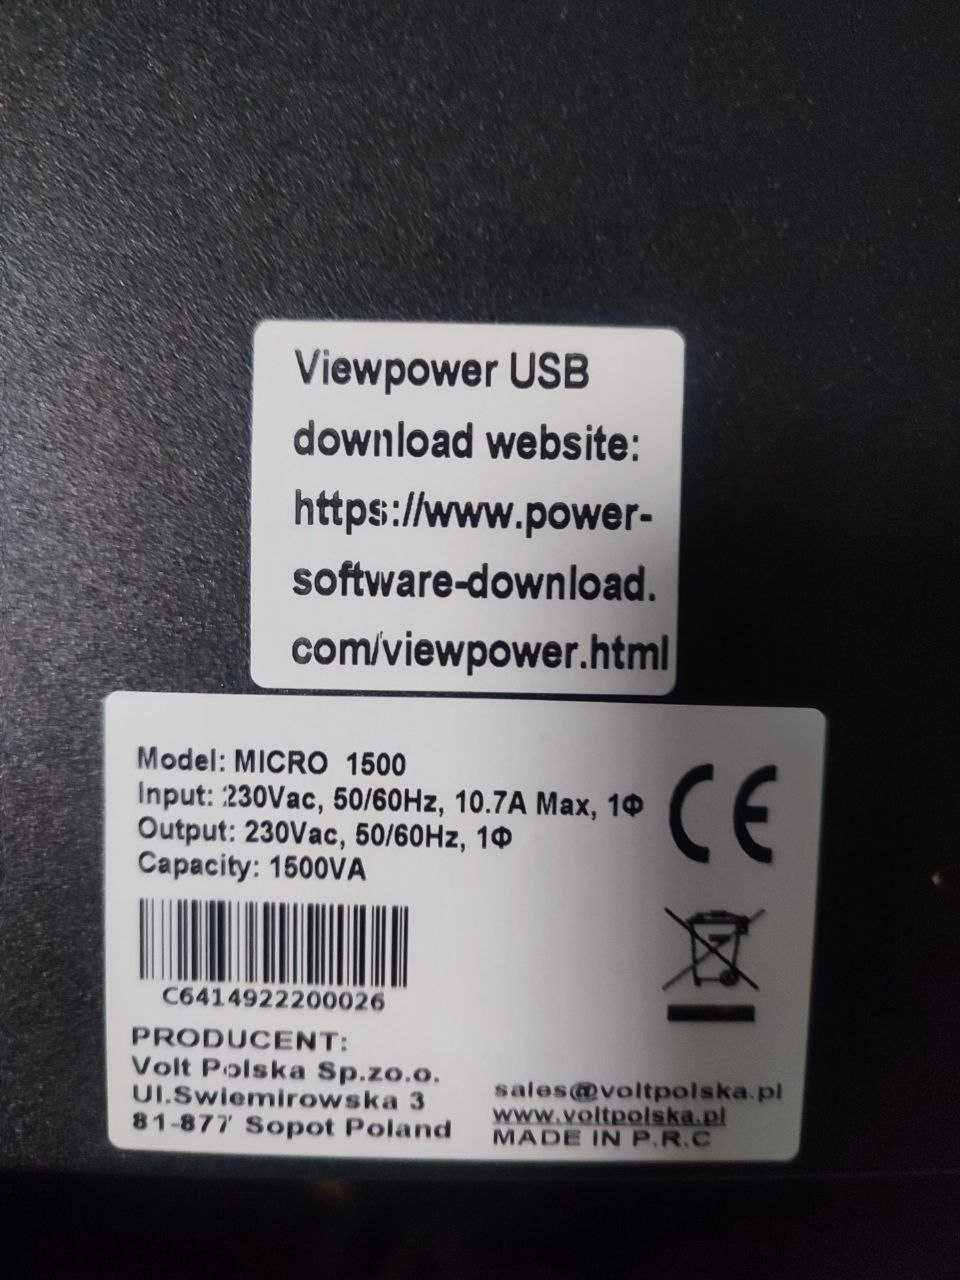 Viewpower USB
download website:
https://www.power-
software-download.
com/viewpower.html
Model: MICRO 1500
Input: 230Vac, 50/60Hz, 10.7A Max, 1Φ
Output: 230Vac, 50/60Hz, 1Φ
Capacity: 1500VA
CE
C6414922200026
PRODUCENT:
Volt Polska Sp.zo.o.
Ul.Swiemirowska 3
81-877 Sopot Poland
sales@voltpolska.pl
www.voltpolska.pl
MADE IN P.R.C